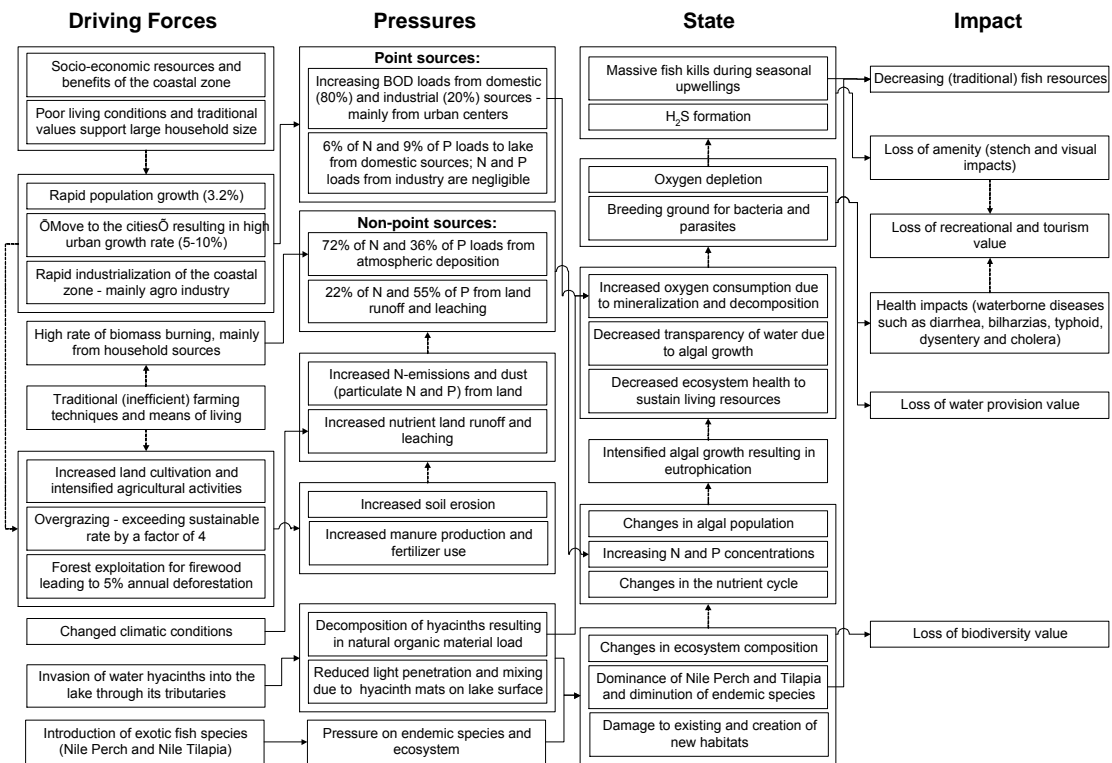 Driving Forces
Socio-economic resources and
benefits of the coastal zone
Poor living conditions and traditional
values support large household size
Rapid population growth (3.2%)
ÕMove to the citiesÕ resulting in high
urban growth rate (5-10%)
Rapid industrialization of the coastal
zone - mainly agro industry
High rate of biomass burning, mainly
from household sources
Traditional (inefficient) farming
techniques and means of living
Increased land cultivation and
intensified agricultural activities
Overgrazing - exceeding sustainable
rate by a factor of 4
Forest exploitation for firewood
leading to 5% annual deforestation
Changed climatic conditions
Invasion of water hyacinths into the
lake through its tributaries
Introduction of exotic fish species
(Nile Perch and Nile Tilapia)
Pressures
Point sources:
Increasing BOD loads from domestic
(80%) and industrial (20%) sources -
mainly from urban centers
6% of N and 9% of P loads to lake
from domestic sources; N and P
loads from industry are negligible
Non-point sources:
72% of N and 36% of P loads from
atmospheric deposition
22% of N and 55% of P from land
runoff and leaching
Increased N-emissions and dust
(particulate N and P) from land
Increased nutrient land runoff and
leaching
Increased soil erosion
Increased manure production and
fertilizer use
Decomposition of hyacinths resulting
in natural organic material load
Reduced light penetration and mixing
due to hyacinth mats on lake surface
Pressure on endemic species and
ecosystem
State
Massive fish kills during seasonal
upwellings
H₂S formation
Oxygen depletion
Breeding ground for bacteria and
parasites
Increased oxygen consumption due
to mineralization and decomposition
Decreased transparency of water due
to algal growth
Decreased ecosystem health to
sustain living resources
Intensified algal growth resulting in
eutrophication
Changes in algal population
Increasing N and P concentrations
Changes in the nutrient cycle
Changes in ecosystem composition
Dominance of Nile Perch and Tilapia
and diminution of endemic species
Damage to existing and creation of
new habitats
Impact
Decreasing (traditional) fish resources
Loss of amenity (stench and visual
impacts)
Loss of recreational and tourism
value
Health impacts (waterborne diseases
such as diarrhea, bilharzias, typhoid,
dysentery and cholera)
Loss of water provision value
Loss of biodiversity value